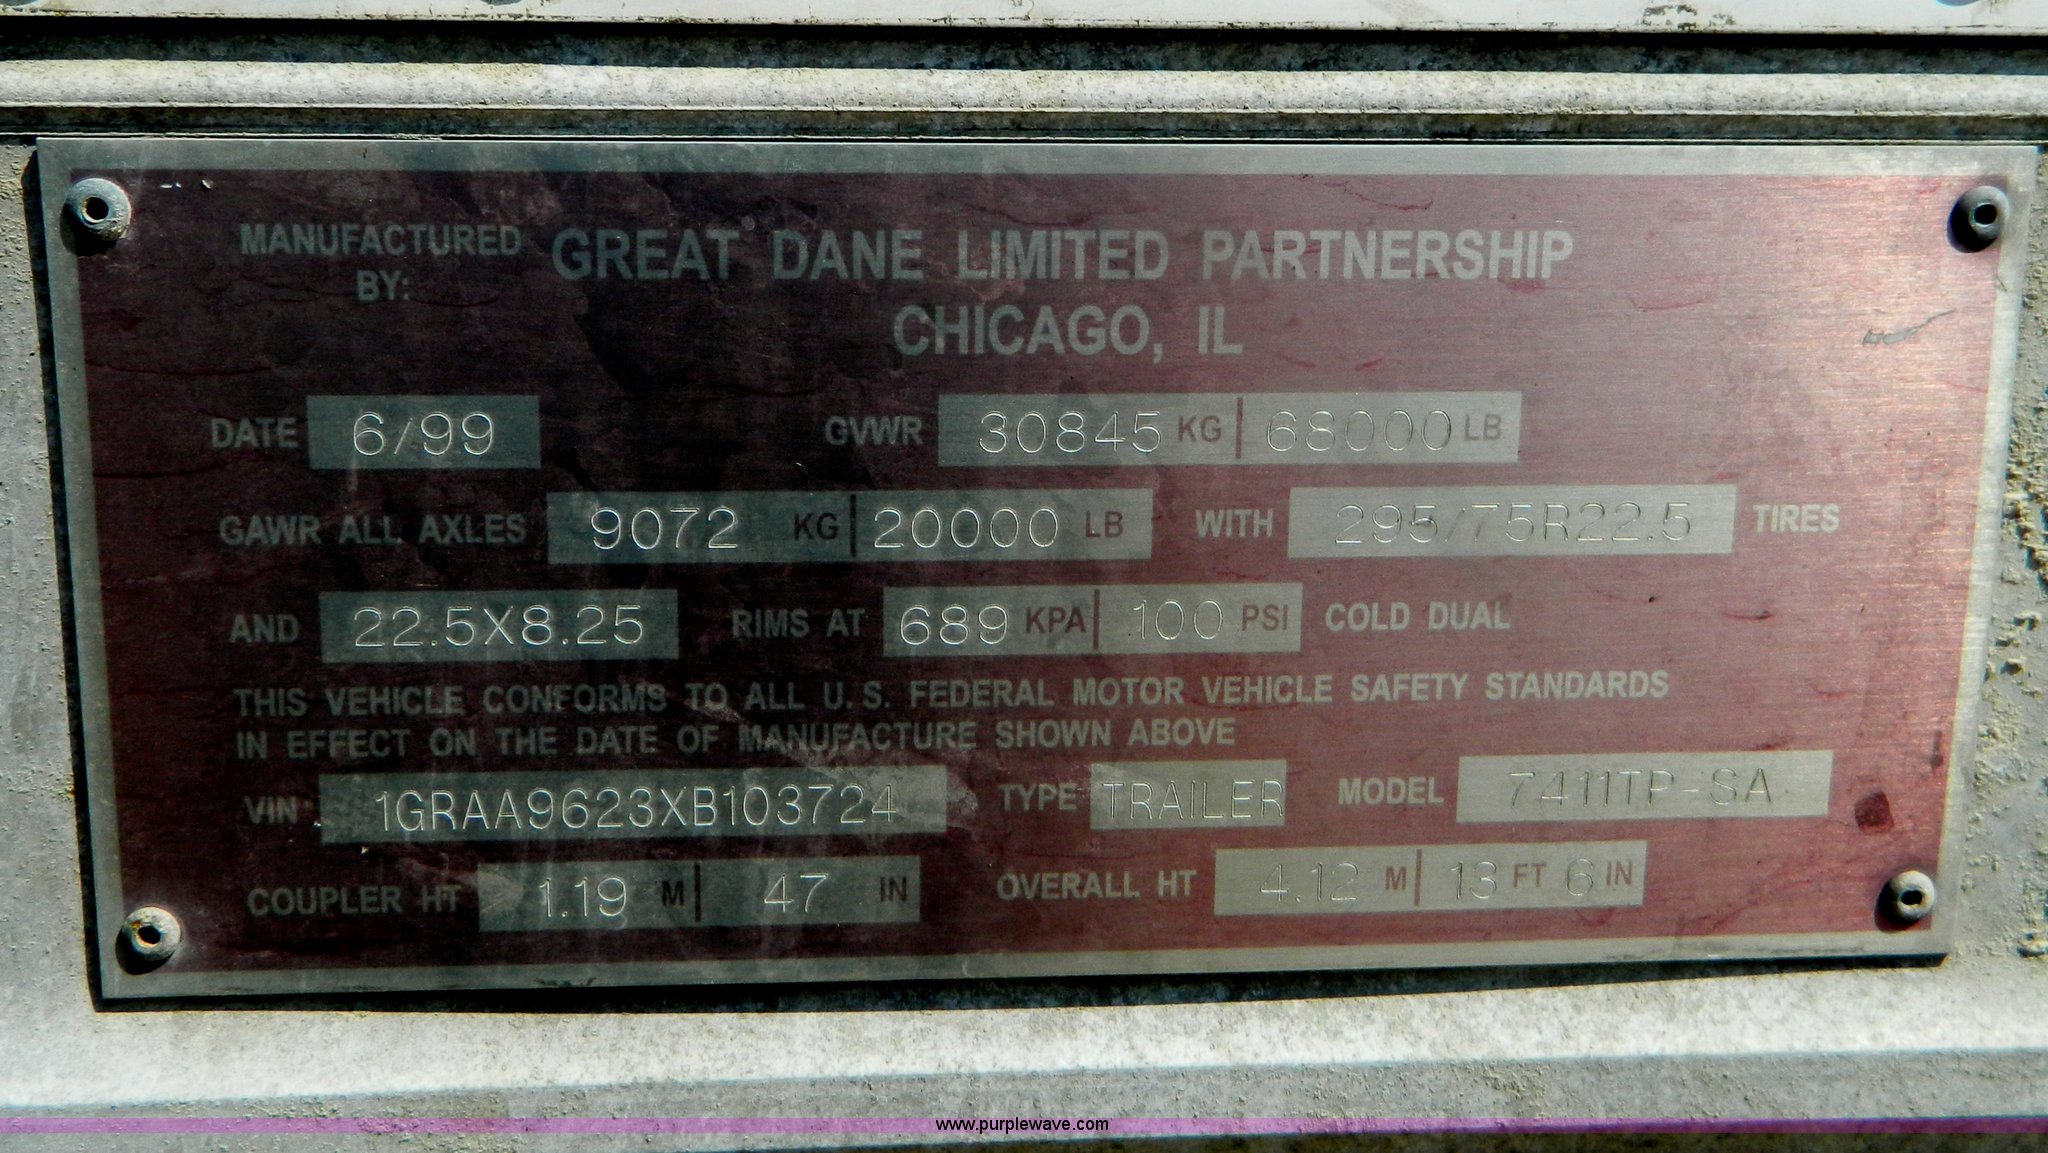 MANUFACTURED BY: GREAT DANE LIMITED PARTNERSHIP
CHICAGO, IL
DATE 6/99 GVWR 30845 KG 68000 LB
GAWR ALL AXLES 9072 KG 20000 LB WITH 295/75R22.5 TIRES
AND 22.5X8.25 RIMS AT 689 KPA 100 PSI COLD DUAL
THIS VEHICLE CONFORMS TO ALL U.S. FEDERAL MOTOR VEHICLE SAFETY STANDARDS
IN EFFECT ON THE DATE OF MANUFACTURE SHOWN ABOVE
VIN 1GRAA9623XB103724 TYPE TRAILER MODEL 7411TP-SA
COUPLER HT 1.19 M 47 IN OVERALL HT 4.12 M 13 FT 6 IN
www.purplewave.com